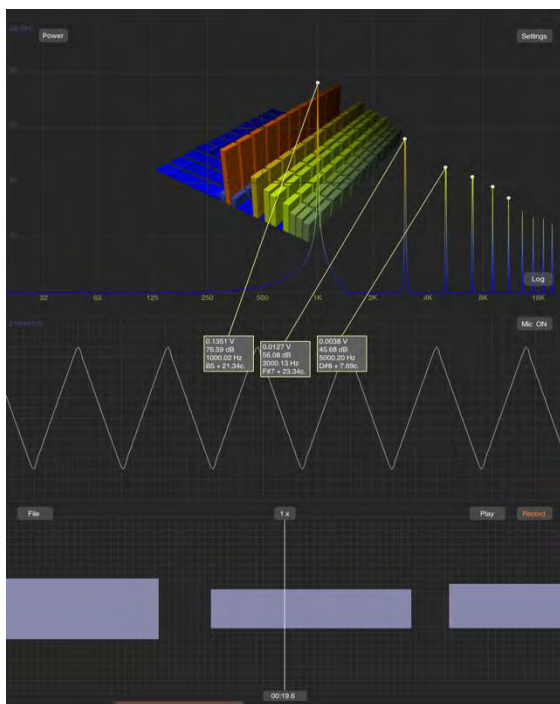 Power
Settings
Log
32 63 125 250 500 1K 2K 4K 8K 16K
Mic. ON
0.1351 V
76.59 dB
1000.02 Hz
B5 + 21.34c.
0.0127 V
56.08 dB
3000.13 Hz
F#7 + 23.34c.
0.0038 V
45.68 dB
5000.20 Hz
D#8 + 7.69c.
File
1 x
Play
Record
00:19.6